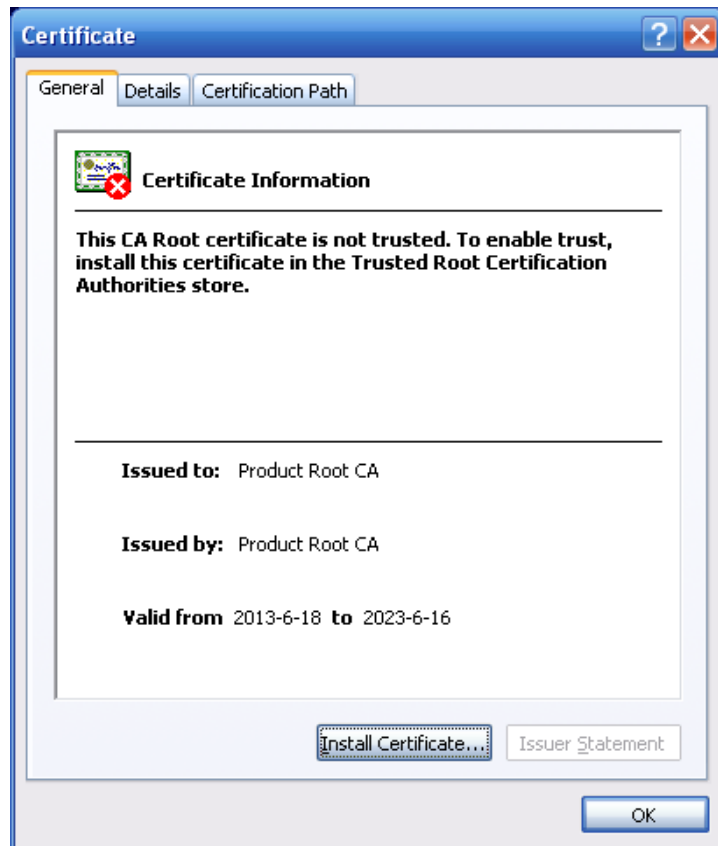 Certificate
General Details Certification Path
Certificate Information
This CA Root certificate is not trusted. To enable trust,
install this certificate in the Trusted Root Certification
Authorities store.
Issued to: Product Root CA
Issued by: Product Root CA
Valid from 2013-6-18 to 2023-6-16
Install Certificate... Issuer Statement
OK